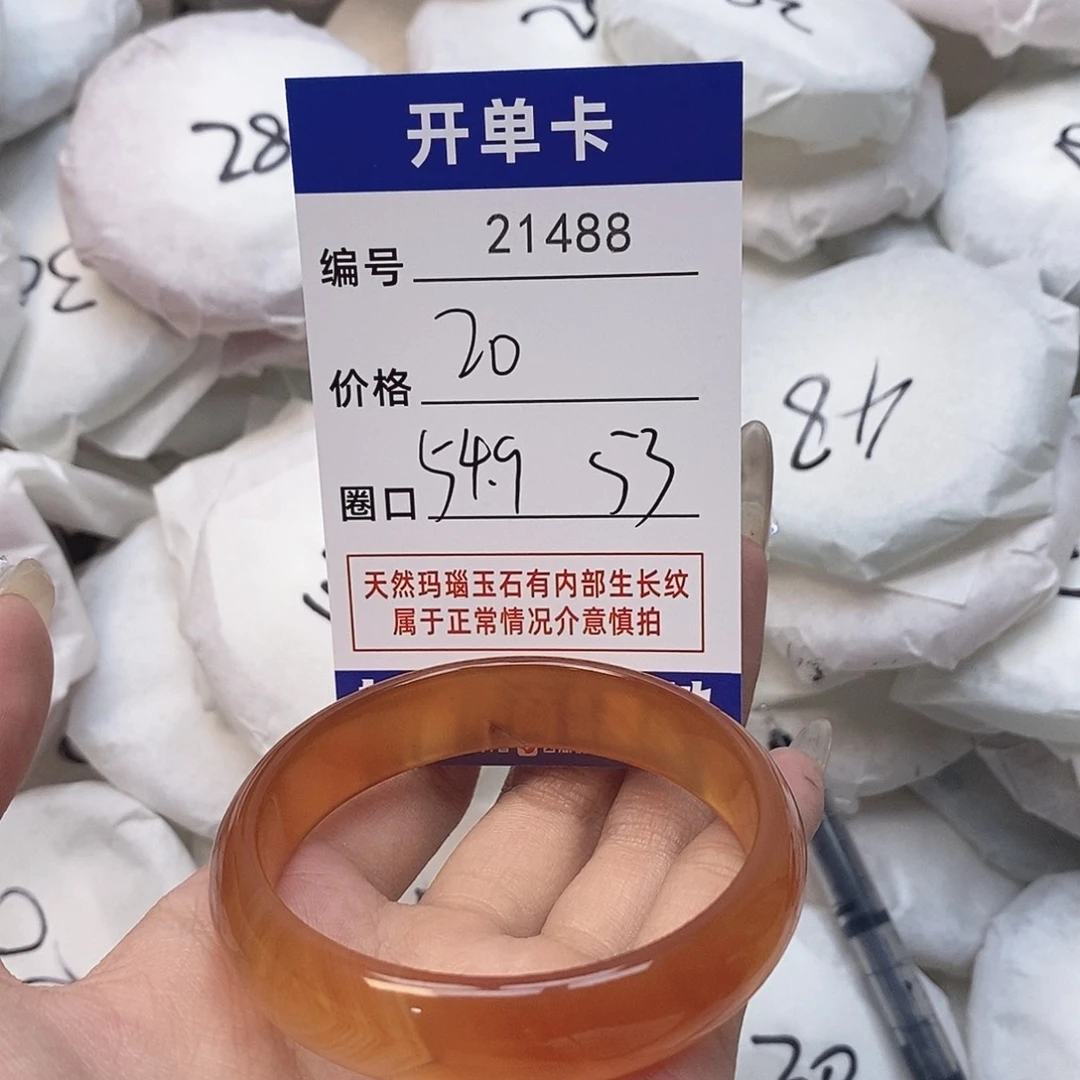 28
开单卡
编号 21488
价格 20
圈口 54.9 53
48
天然玛瑙玉石有内部生长纹
属于正常情况介意慎拍